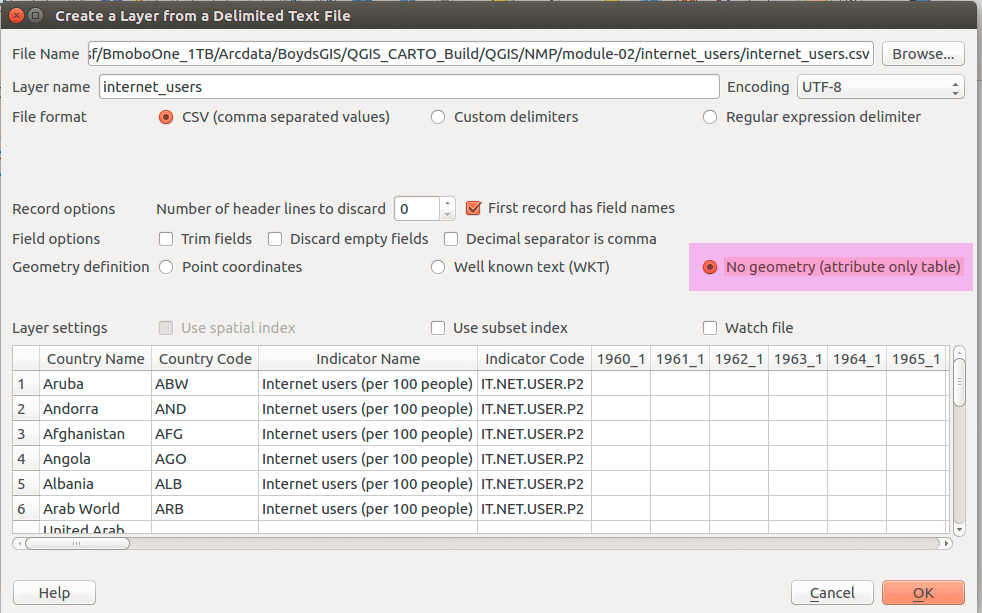 Create a Layer from a Delimited Text File
File Name sf/BmoboOne_1TB/Arcdata/BoydsGIS/QGIS_CARTO_Build/QGIS/NMP/module-02/internet_users/internet_users.csv Browse...
Layer name internet_users Encoding UTF-8
File format CSV (comma separated values) Custom delimiters Regular expression delimiter
Record options Number of header lines to discard 0 First record has field names
Field options Trim fields Discard empty fields Decimal separator is comma
Geometry definition Point coordinates Well known text (WKT) No geometry (attribute only table)
Layer settings Use spatial index Use subset index Watch file
Country Name Country Code Indicator Name Indicator Code 1960_1 1961_1 1962_1 1963_1 1964_1 1965_1
1 Aruba ABW Internet users (per 100 people) IT.NET.USER.P2
2 Andorra AND Internet users (per 100 people) IT.NET.USER.P2
3 Afghanistan AFG Internet users (per 100 people) IT.NET.USER.P2
4 Angola AGO Internet users (per 100 people) IT.NET.USER.P2
5 Albania ALB Internet users (per 100 people) IT.NET.USER.P2
6 Arab World ARB Internet users (per 100 people) IT.NET.USER.P2
United Arab
Help Cancel OK